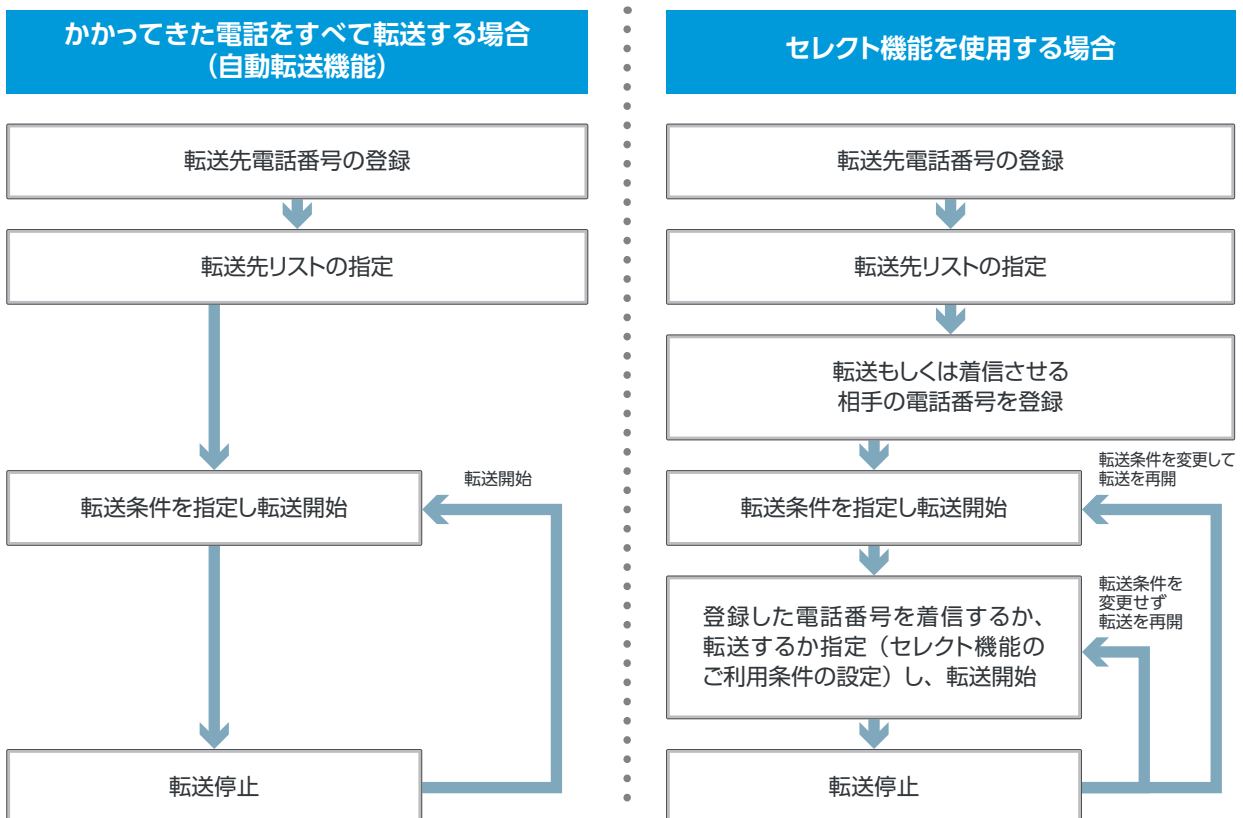 かかってきた電話をすべて転送する場合
（自動転送機能）
転送先電話番号の登録
転送先リストの指定
転送条件を指定し転送開始
転送開始
転送停止
セレクト機能を使用する場合
転送先電話番号の登録
転送先リストの指定
転送もしくは着信させる
相手の電話番号を登録
転送条件を変更して
転送を再開
転送条件を指定し転送開始
転送条件を
変更せず
転送を再開
登録した電話番号を着信するか、
転送するか指定（セレクト機能の
ご利用条件の設定）し、転送開始
転送停止